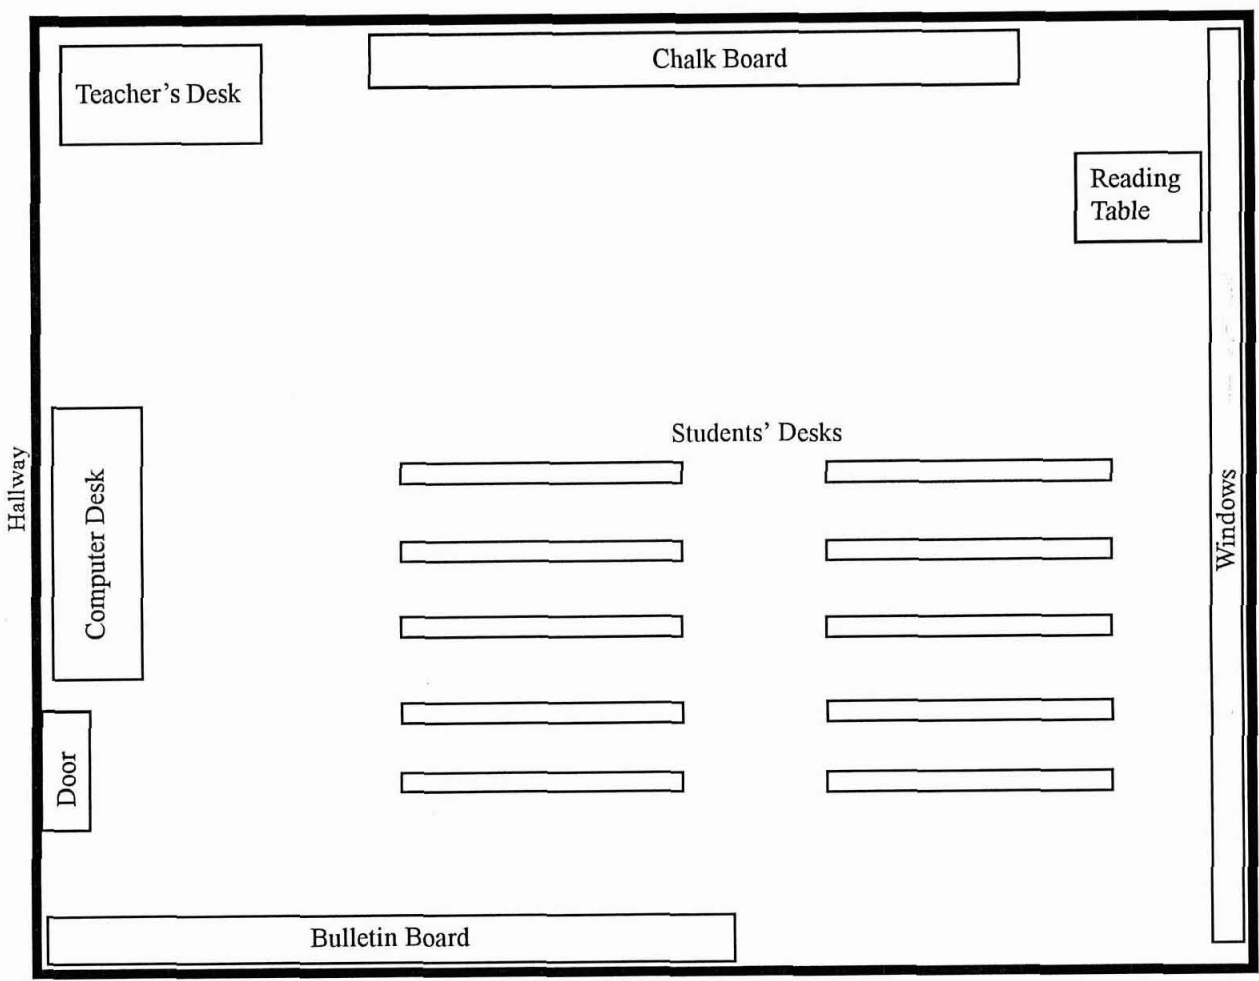 Teacher's Desk
Chalk Board
Reading
Table
Students' Desks
Hallway
Computer Desk
Windows
Door
Bulletin Board